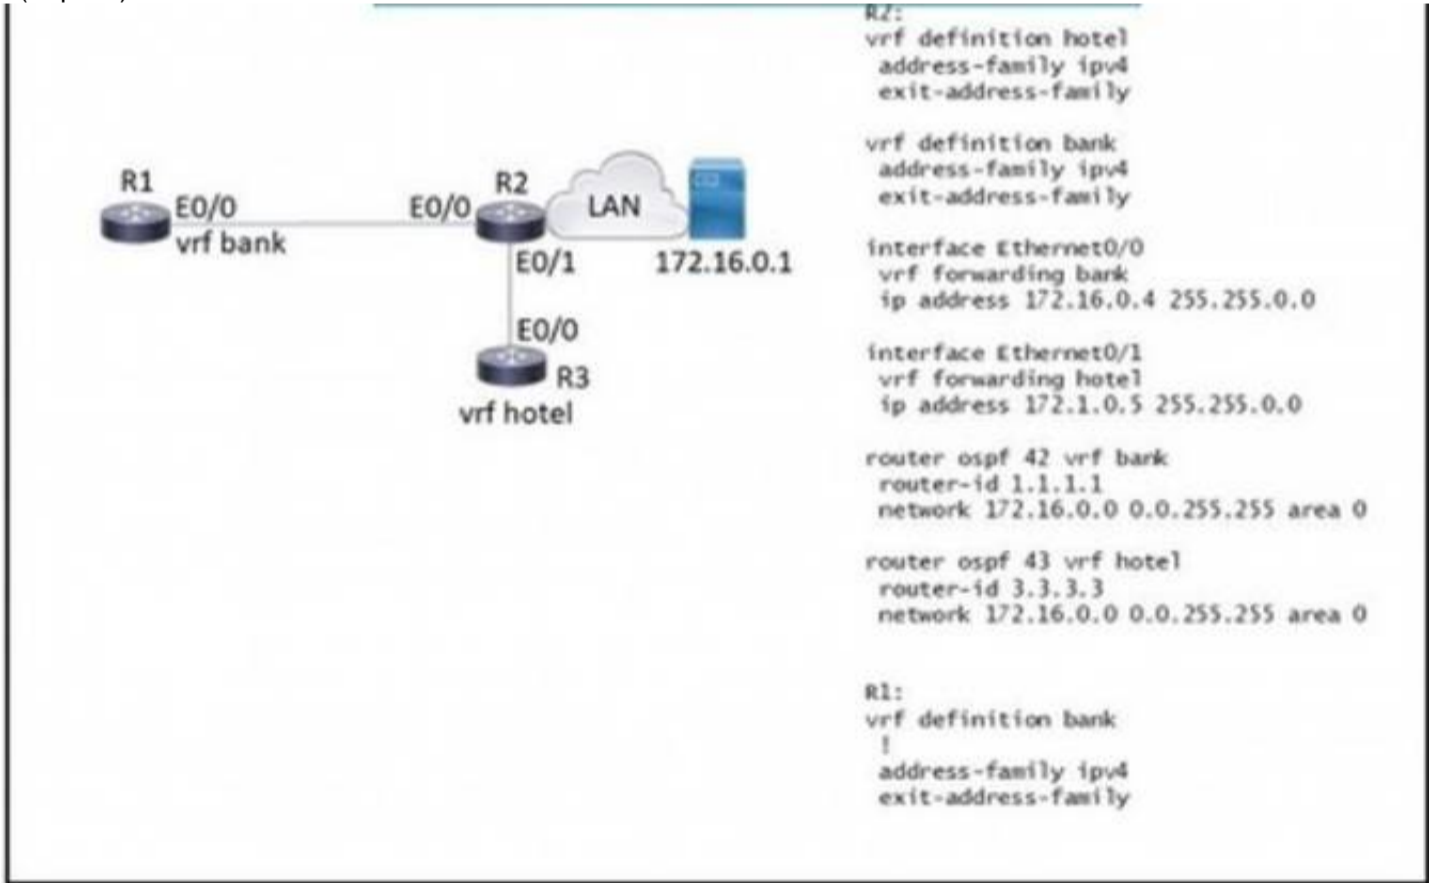 R1
E0/0
vrf bank
E0/0
R2
LAN
E0/1
172.16.0.1
E0/0
R3
vrf hotel
R2:
vrf definition hotel
address-family ipv4
exit-address-family
vrf definition bank
address-family ipv4
exit-address-family
interface Ethernet0/0
vrf forwarding bank
ip address 172.16.0.4 255.255.0.0
interface Ethernet0/1
vrf forwarding hotel
ip address 172.1.0.5 255.255.0.0
router ospf 42 vrf bank
router-id 1.1.1.1
network 172.16.0.0 0.0.255.255 area 0
router ospf 43 vrf hotel
router-id 3.3.3.3
network 172.16.0.0 0.0.255.255 area 0
R1:
vrf definition bank
!
address-family ipv4
exit-address-family